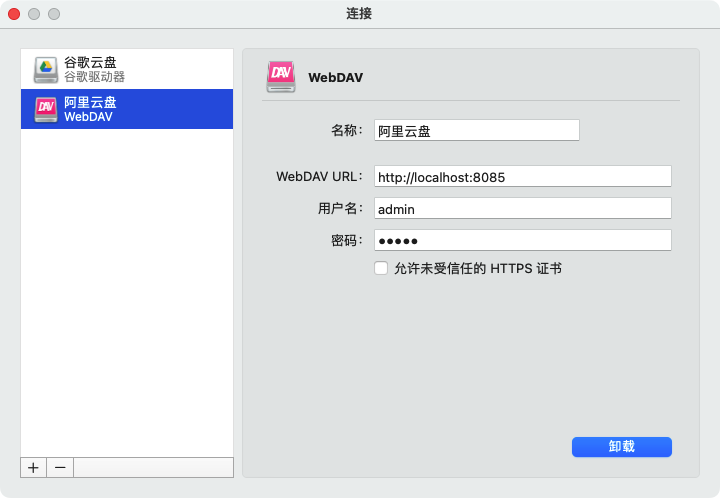 连接
谷歌云盘
谷歌驱动器
DAV
阿里云盘
WebDAV
DAV
WebDAV
名称：
阿里云盘
WebDAV URL：
http://localhost:8085
用户名：
admin
密码：
●●●●●
允许未受信任的 HTTPS 证书
卸载
+
−